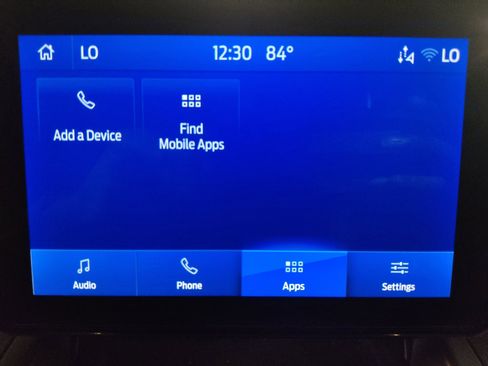 LO 12:30 84° LO
Add a Device
Find
Mobile Apps
Audio Phone Apps Settings